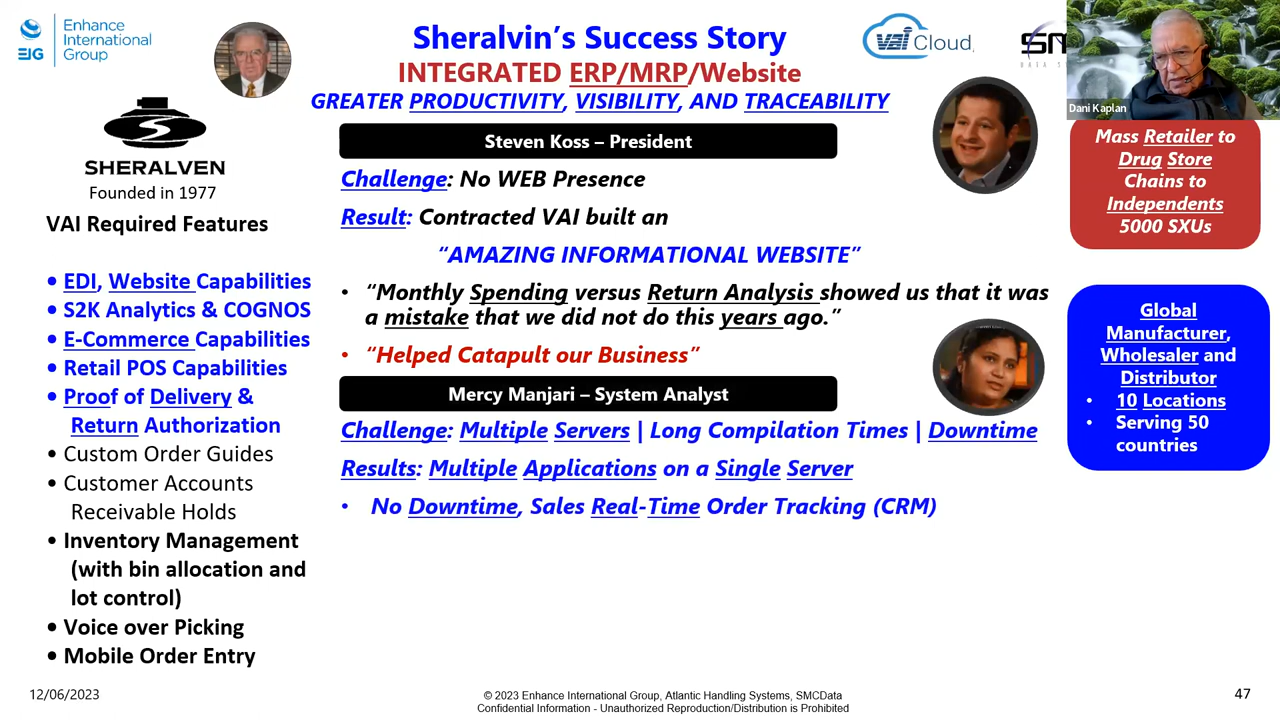 Enhance
International
Group
EIG
Sheralvin’s Success Story
INTEGRATED ERP/MRP/Website
GREATER PRODUCTIVITY, VISIBILITY, AND TRACEABILITY
vai Cloud
SM
DATA S
Dani Kaplan
SHERALVEN
Founded in 1977
VAI Required Features
• EDI, Website Capabilities
• S2K Analytics & COGNOS
• E-Commerce Capabilities
• Retail POS Capabilities
• Proof of Delivery &
Return Authorization
• Custom Order Guides
• Customer Accounts
Receivable Holds
• Inventory Management
(with bin allocation and
lot control)
• Voice over Picking
• Mobile Order Entry
Steven Koss – President
Challenge: No WEB Presence
Result: Contracted VAI built an
“AMAZING INFORMATIONAL WEBSITE”
• “Monthly Spending versus Return Analysis showed us that it was
a mistake that we did not do this years ago.”
• “Helped Catapult our Business”
Mercy Manjari – System Analyst
Challenge: Multiple Servers | Long Compilation Times | Downtime
Results: Multiple Applications on a Single Server
• No Downtime, Sales Real-Time Order Tracking (CRM)
Mass Retailer to
Drug Store
Chains to
Independents
5000 SXUs
Global
Manufacturer,
Wholesaler and
Distributor
• 10 Locations
• Serving 50
countries
12/06/2023
© 2023 Enhance International Group, Atlantic Handling Systems, SMCData
Confidential Information - Unauthorized Reproduction/Distribution is Prohibited
47